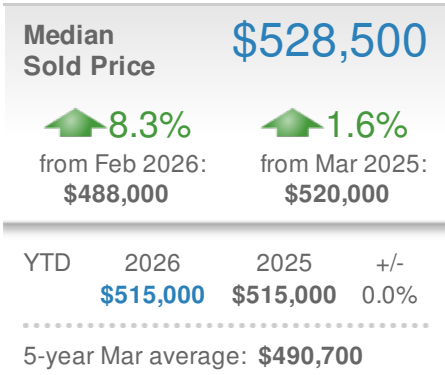 Median $528,500
Sold Price
8.3% 1.6%
from Feb 2026: from Mar 2025:
$488,000 $520,000
YTD 2026 2025 +/-
$515,000 $515,000 0.0%
5-year Mar average: $490,700